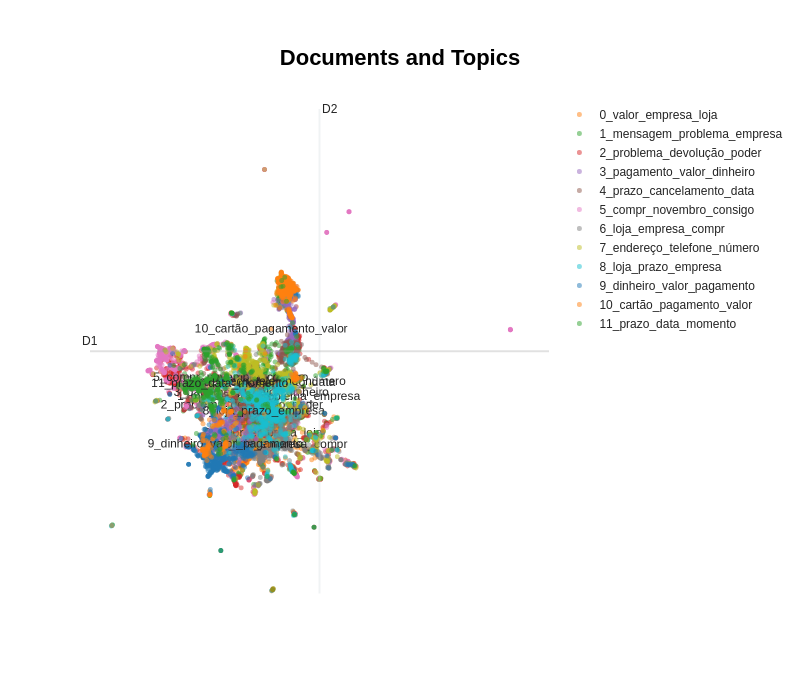 Documents and Topics
D2
0_valor_empresa_loja
1_mensagem_problema_empresa
2_problema_devolução_poder
3_pagamento_valor_dinheiro
4_prazo_cancelamento_data
5_compr_novembro_consigo
6_loja_empresa_compr
7_endereço_telefone_número
8_loja_prazo_empresa
9_dinheiro_valor_pagamento
10_cartão_pagamento_valor
11_prazo_data_momento
10_cartão_pagamento_valor
D1
11_prazo_data_momento
8_loja_prazo_empresa
9_dinheiro_valor_pagamento